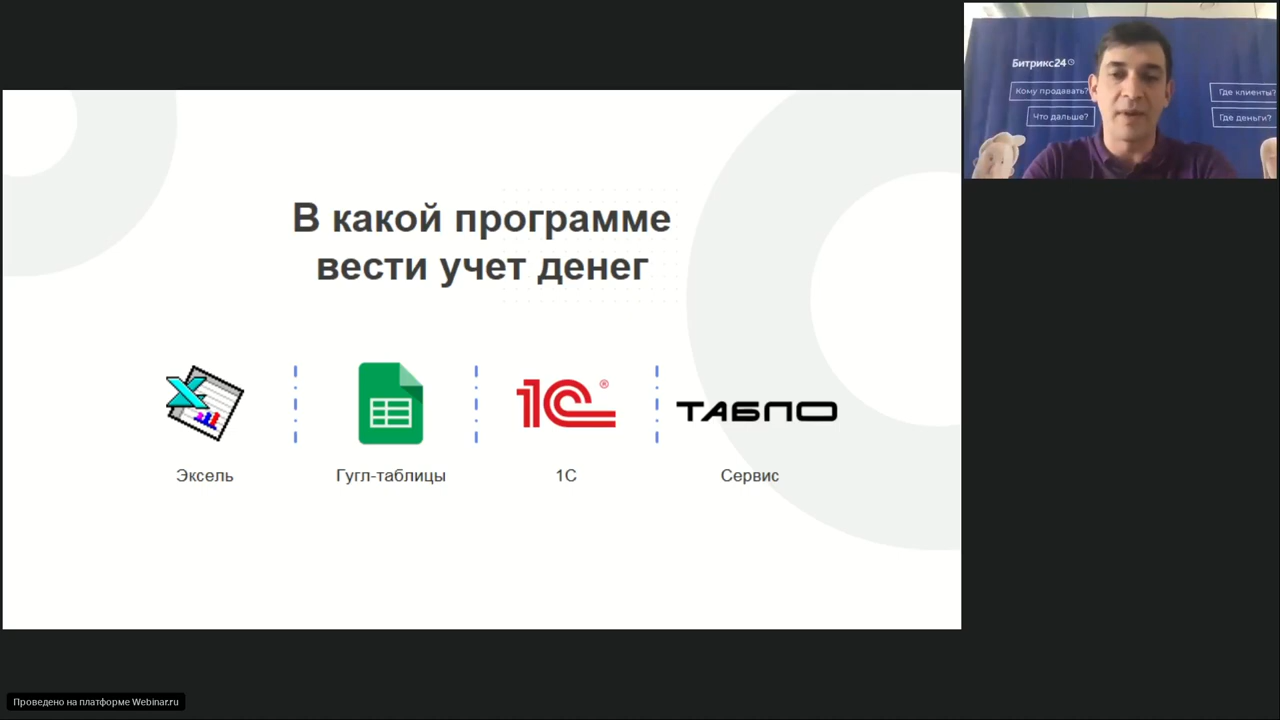 В какой программе
вести учет денег
1С®
ТАБЛО
Эксель
Гугл-таблицы
1С
Сервис
Битрикс24
Кому продавать?
Где клиенты?
Что дальше?
Где деньги?
Проведено на платформе Webinar.ru